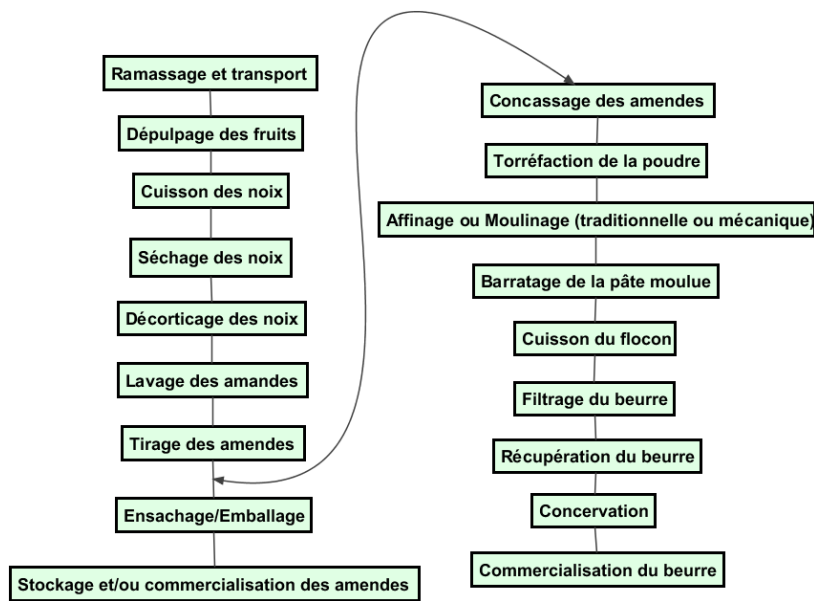 Ramassage et transport
Dépulpage des fruits
Cuisson des noix
Séchage des noix
Décorticage des noix
Lavage des amandes
Tirage des amendes
Ensachage/Emballage
Stockage et/ou commercialisation des amendes
Concassage des amendes
Torréfaction de la poudre
Affinage ou Moulinage (traditionnelle ou mécanique)
Barratage de la pâte moulue
Cuisson du flocon
Filtrage du beurre
Récupération du beurre
Concervation
Commercialisation du beurre